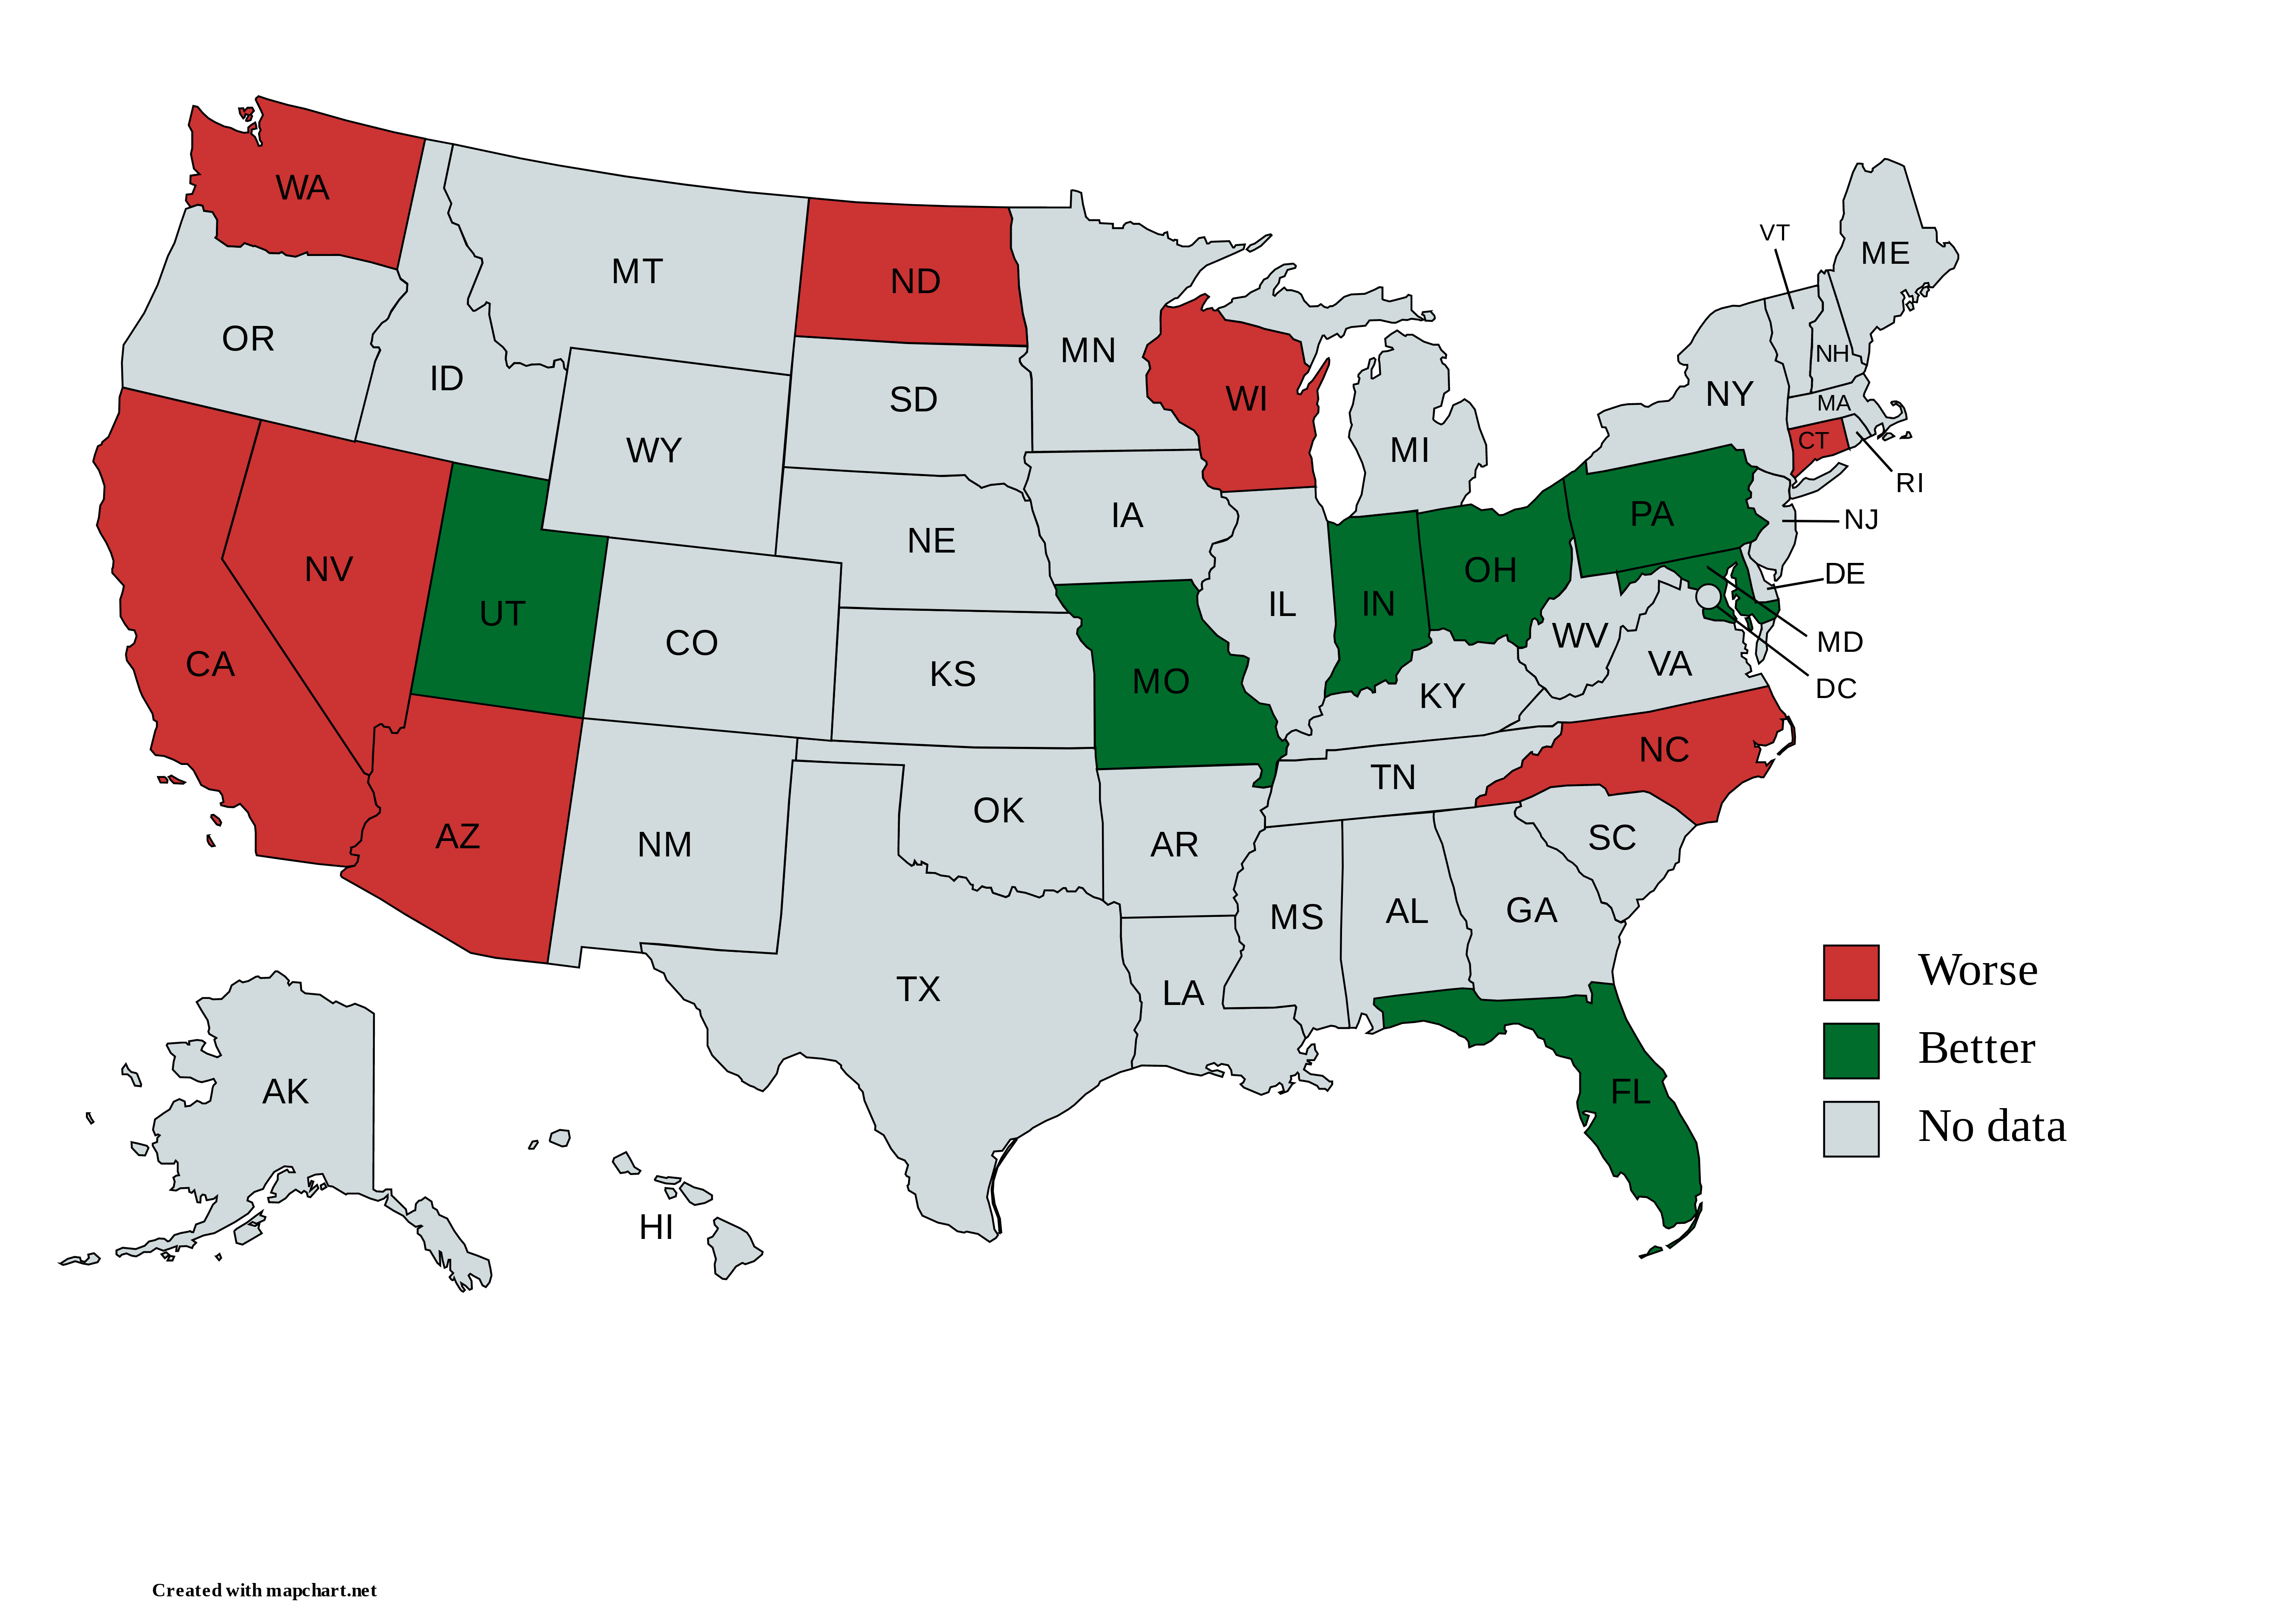 WA
MT
ND
MN
VT
ME
OR
ID
SD
WI
NH
NY
MA
WY
MI
CT
RI
NE
IA
PA
NJ
NV
UT
OH
DE
CO
IL
IN
WV
MD
CA
KS
MO
KY
VA
DC
NC
AZ
NM
OK
TN
AR
SC
MS
AL
GA
TX
LA
Worse
Better
AK
FL
No data
HI
Created with mapchart.net